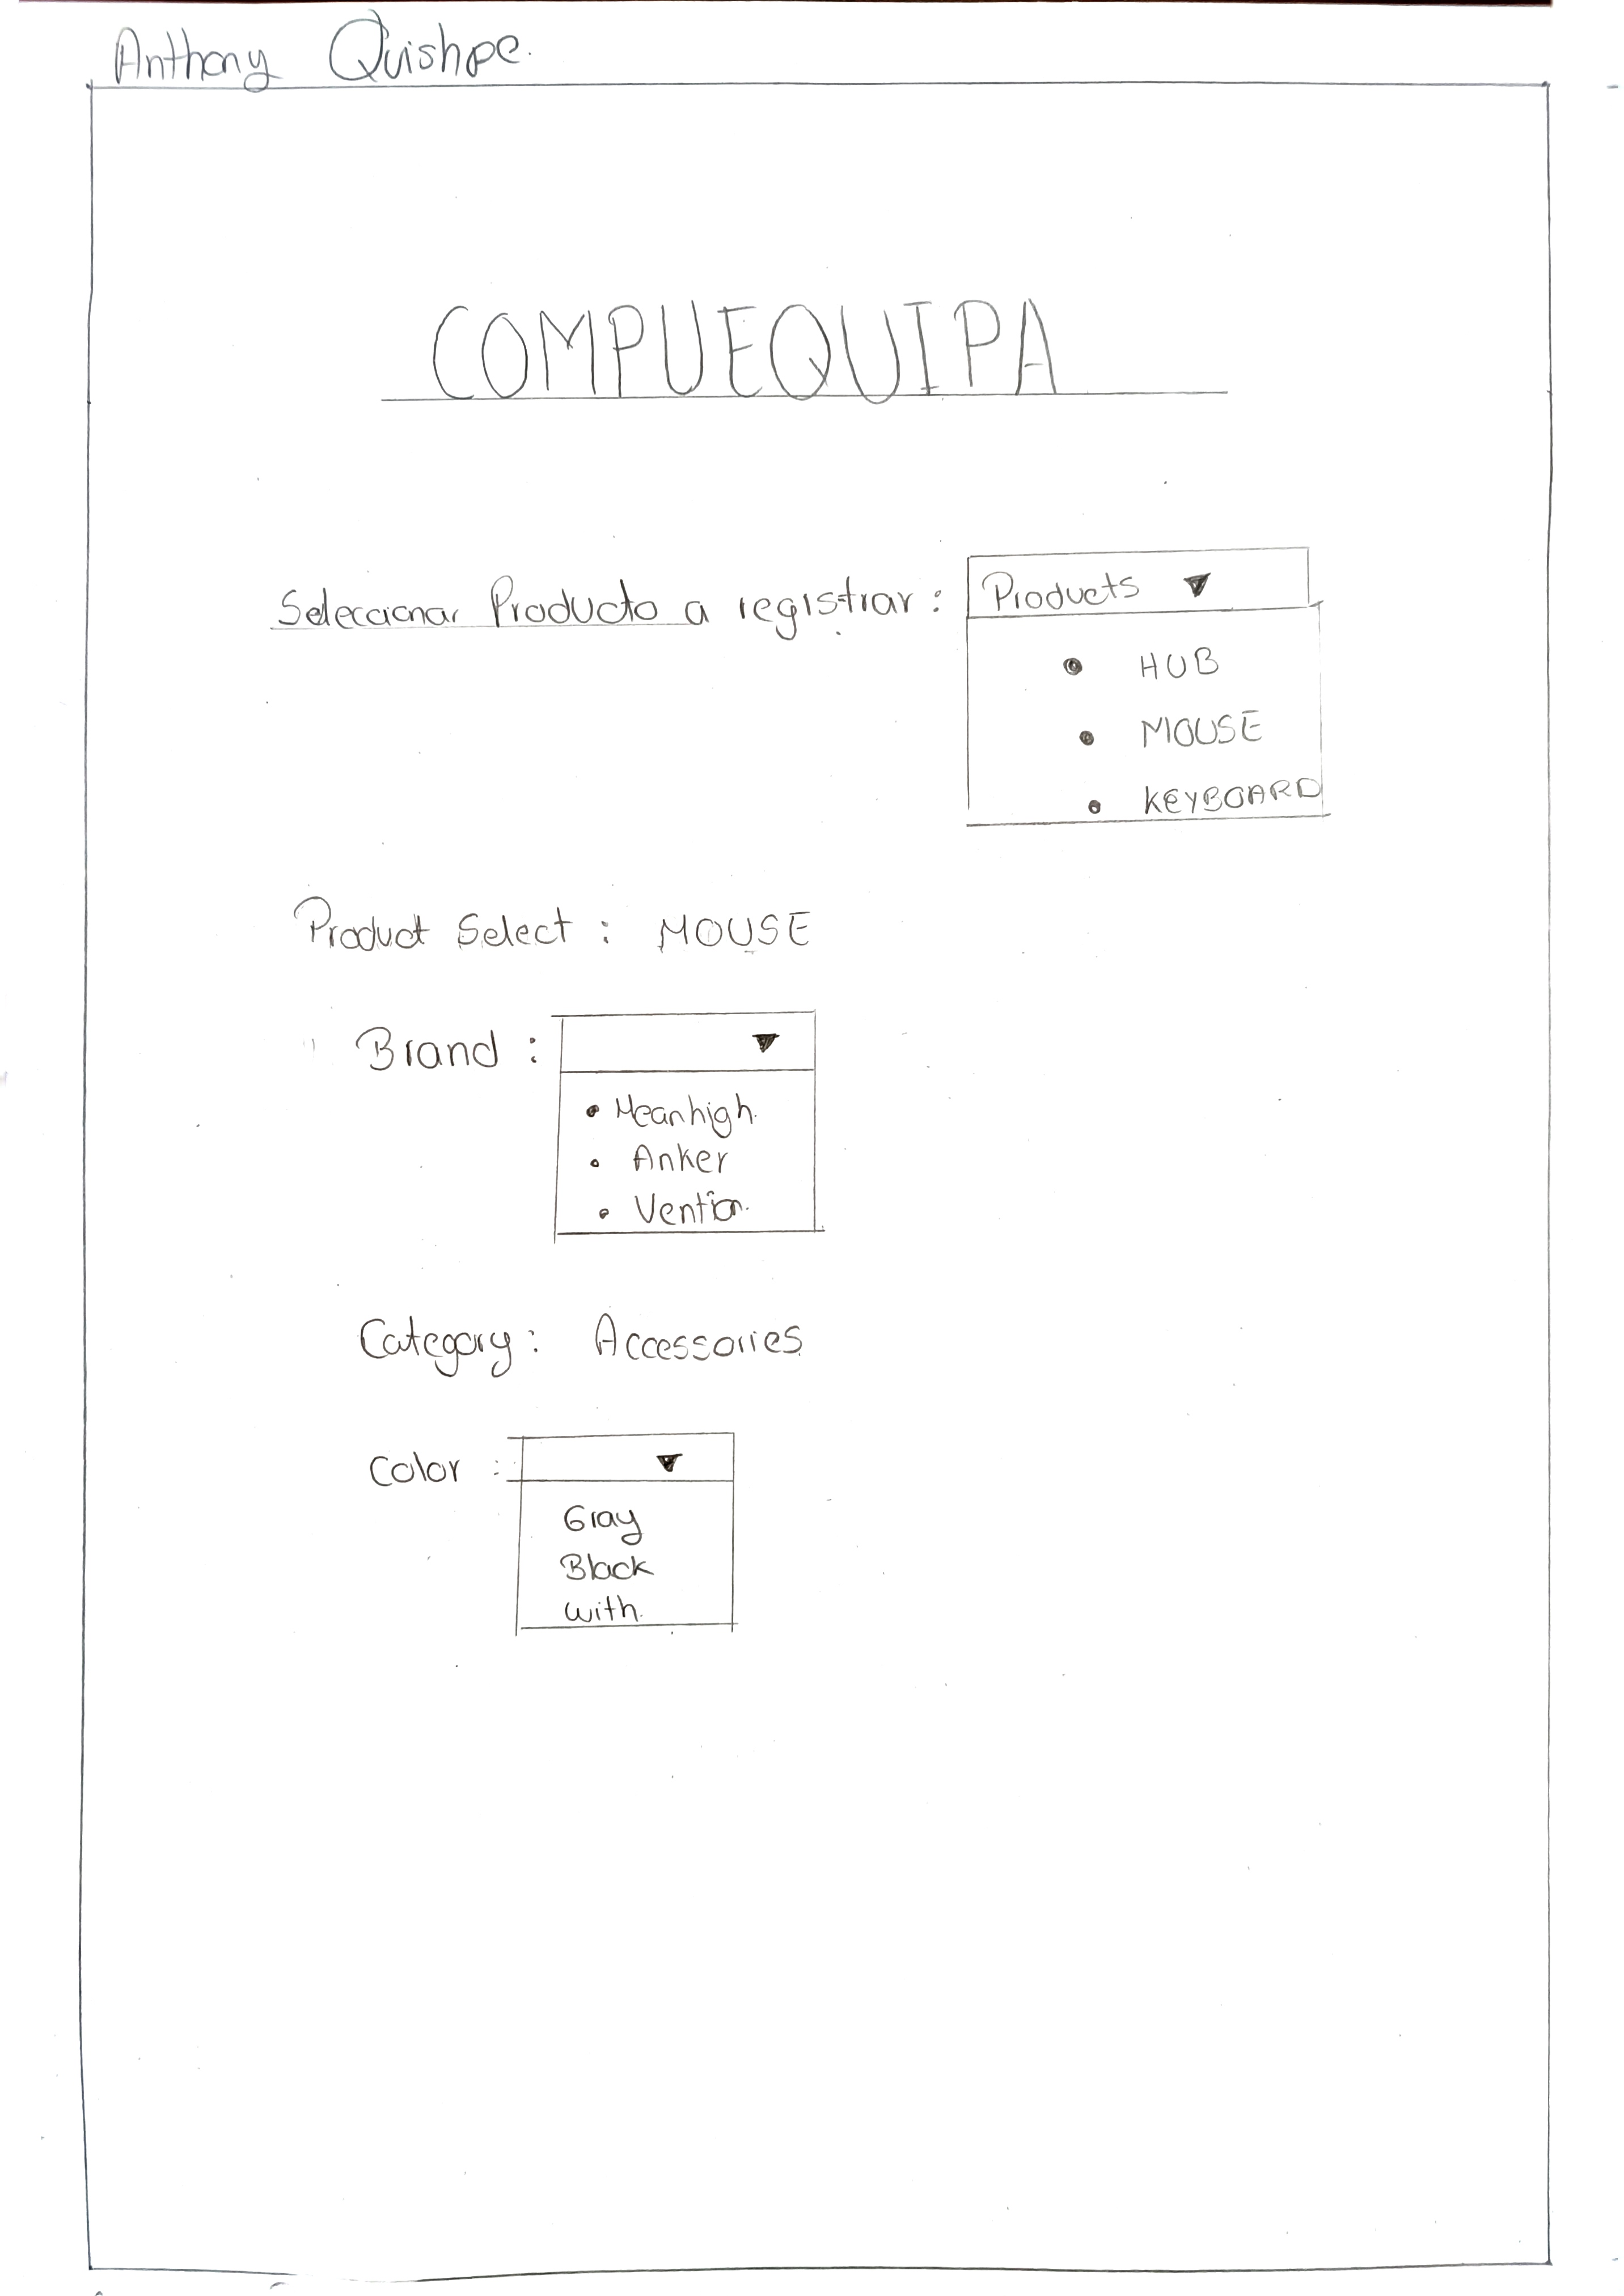 Anthony Quishpe.
COMPUEQUIPA
Seleccionar Producto a registrar :
Products ▼
• HUB
• MOUSE
• KEYBOARD
Product Select : MOUSE
Brand : ▼
• Meanhigh.
• Anker
• Vention.
Category : Accessories
Color : ▼
Gray
Black
with.